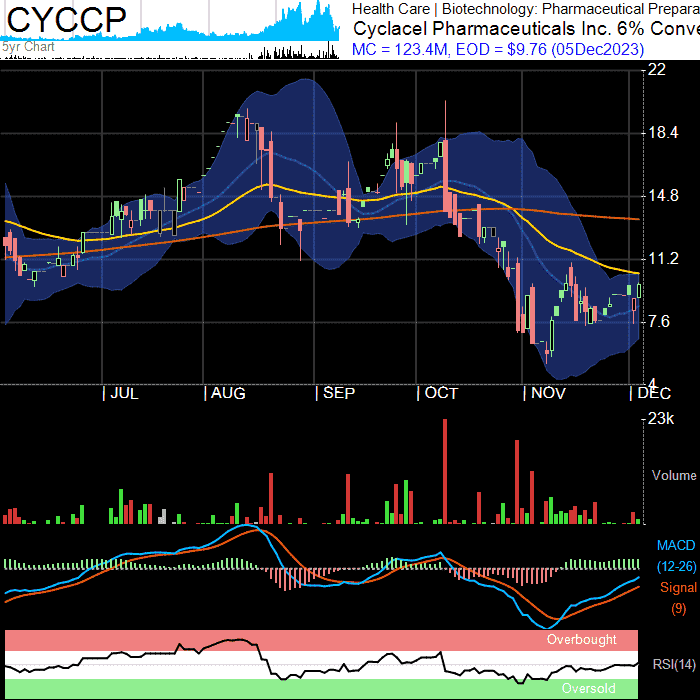 CYCCP
5yr Chart
Health Care | Biotechnology: Pharmaceutical Prepara
Cyclacel Pharmaceuticals Inc. 6% Conve
MC = 123.4M, EOD = $9.76 (05Dec2023)
22
18.4
14.8
11.2
7.6
4
| JUL | AUG | SEP | OCT | NOV | DEC
23k
Volume
MACD
(12-26)
Signal
(9)
Overbought
RSI(14)
Oversold